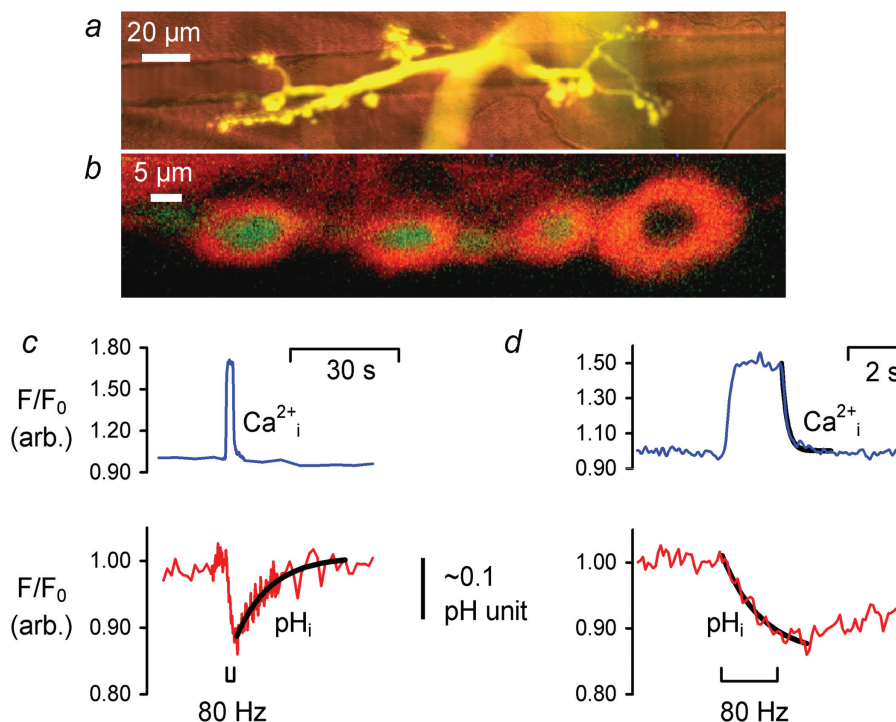 a
20 µm
b
5 µm
c
1.80
1.50
1.20
0.90
F/F₀
(arb.)
30 s
Ca²⁺ᵢ
d
1.50
1.30
1.10
0.90
2 s
Ca²⁺ᵢ
F/F₀
(arb.)
1.00
0.90
0.80
pHᵢ
80 Hz
~0.1
pH unit
1.00
0.90
0.80
pHᵢ
80 Hz